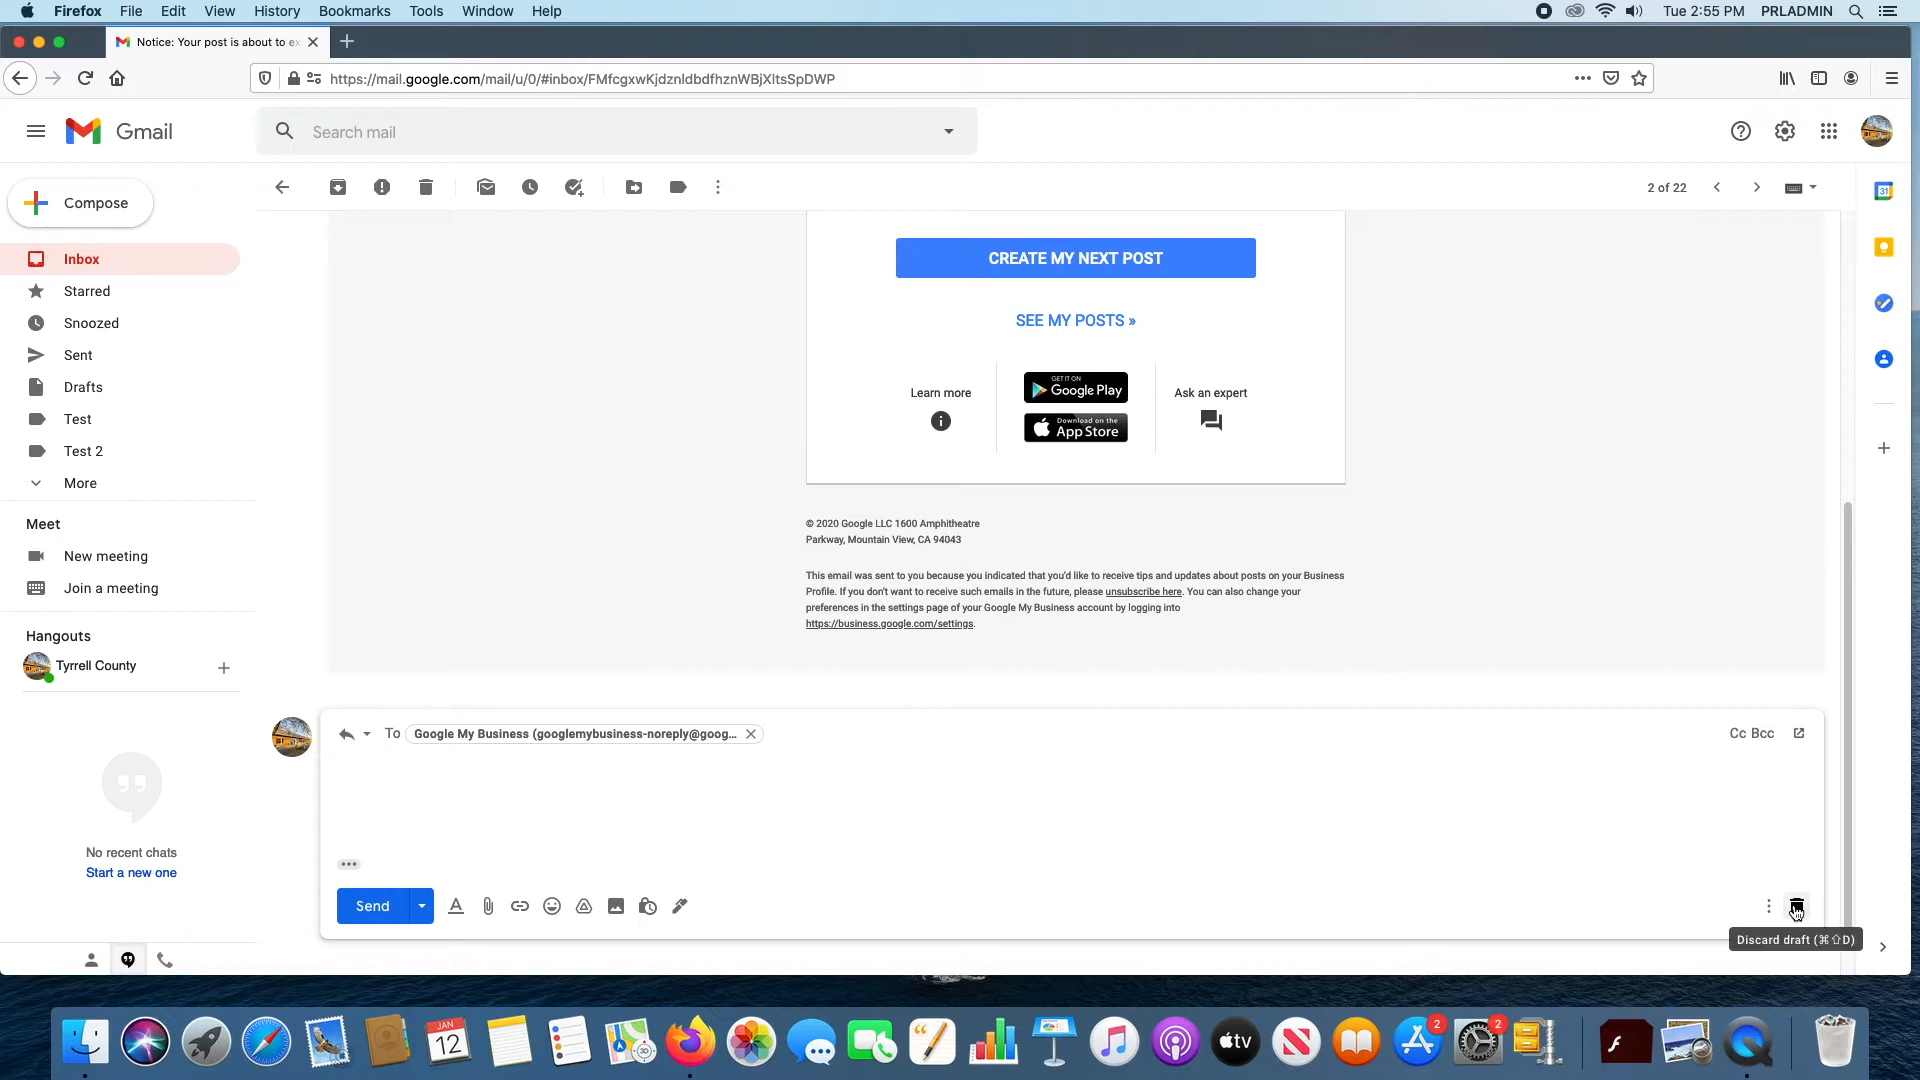 Firefox File Edit View History Bookmarks Tools Window Help
Tue 2:55 PM PRLADMIN
Notice: Your post is about to ex
https://mail.google.com/mail/u/0/#inbox/FMfcgxwKjdznldbdfhznWBjXltsSpDWP
Gmail
Search mail
Compose
2 of 22
31
Inbox
Starred
Snoozed
Sent
Drafts
Test
Test 2
More
Meet
New meeting
Join a meeting
Hangouts
Tyrrell County
No recent chats
Start a new one
CREATE MY NEXT POST
SEE MY POSTS »
Learn more
GET IT ON
Google Play
Download on the
App Store
Ask an expert
© 2020 Google LLC 1600 Amphitheatre
Parkway, Mountain View, CA 94043
This email was sent to you because you indicated that you'd like to receive tips and updates about posts on your Business
Profile. If you don't want to receive such emails in the future, please unsubscribe here. You can also change your
preferences in the settings page of your Google My Business account by logging into
https://business.google.com/settings.
To Google My Business (googlemybusiness-noreply@goog...
Cc Bcc
Send
Discard draft (⌘⇧D)
JAN
12
3D
tv
2
2